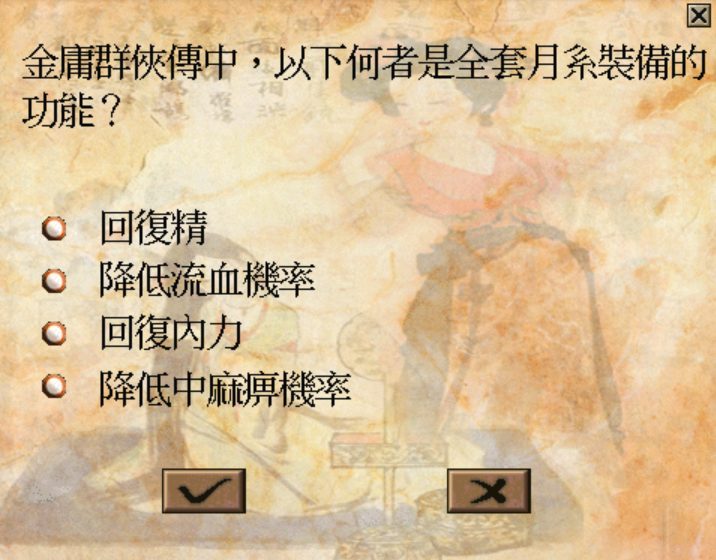 金庸群俠傳中，以下何者是全套月系裝備的
功能？
回復精
降低流血機率
回復內力
降低中麻痹機率